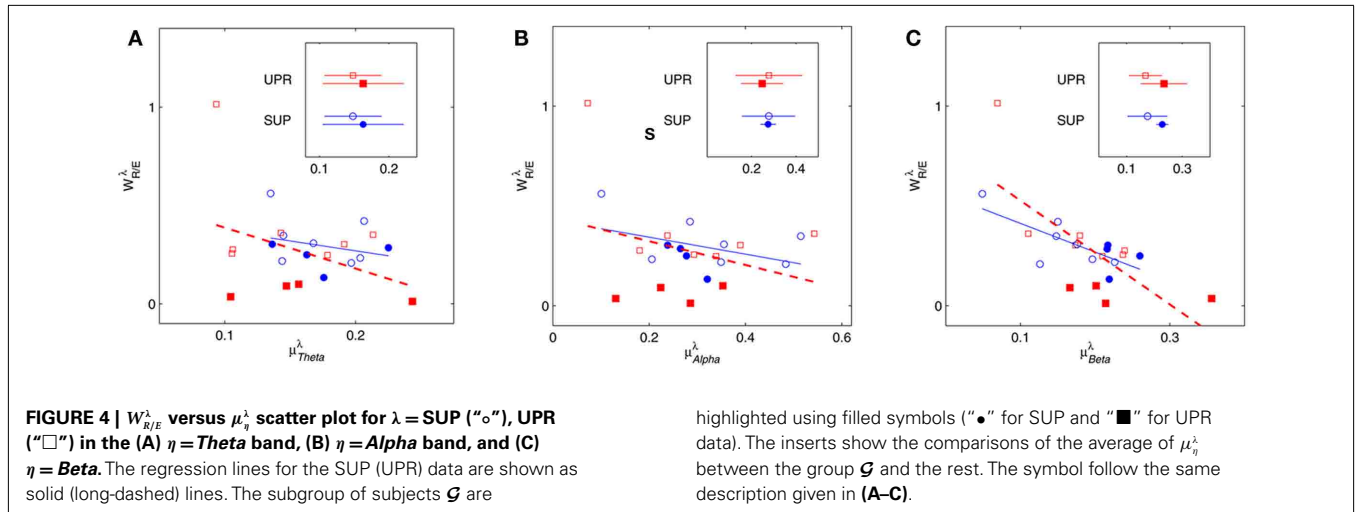 A
UPR
SUP
0.1 0.2
1
0
W^λ_R/E
0.1 0.2
μ^λ_Theta
B
UPR
SUP
S
0.2 0.4
1
0
W^λ_R/E
0 0.2 0.4 0.6
μ^λ_Alpha
C
UPR
SUP
0.1 0.3
1
0
W^λ_R/E
0.1 0.3
μ^λ_Beta
FIGURE 4 | W^λ_R/E versus μ^λ_η scatter plot for λ = SUP ("○"), UPR
("□") in the (A) η = Theta band, (B) η = Alpha band, and (C)
η = Beta. The regression lines for the SUP (UPR) data are shown as
solid (long-dashed) lines. The subgroup of subjects 𝓖 are
highlighted using filled symbols ("●" for SUP and "■" for UPR
data). The inserts show the comparisons of the average of μ^λ_η
between the group 𝓖 and the rest. The symbol follow the same
description given in (A–C).